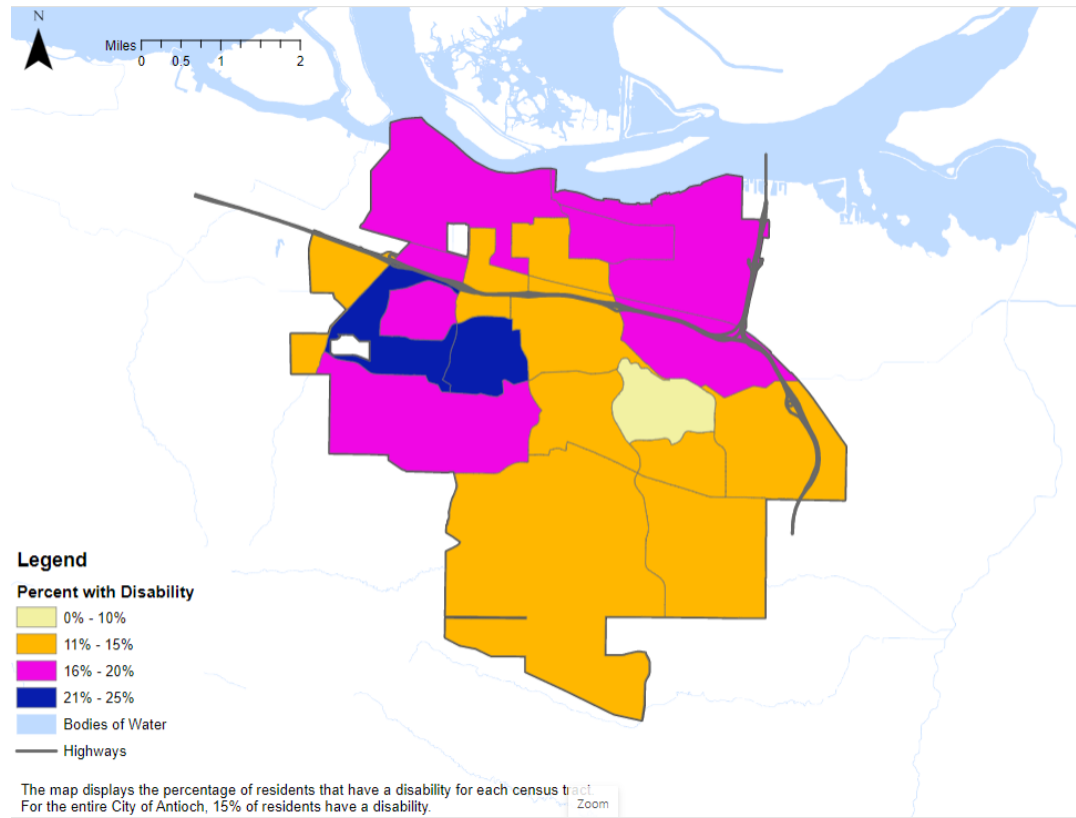 N
Miles
0 0.5 1 2
Legend
Percent with Disability
0% - 10%
11% - 15%
16% - 20%
21% - 25%
Bodies of Water
Highways
The map displays the percentage of residents that have a disability for each census tract.
For the entire City of Antioch, 15% of residents have a disability.
Zoom